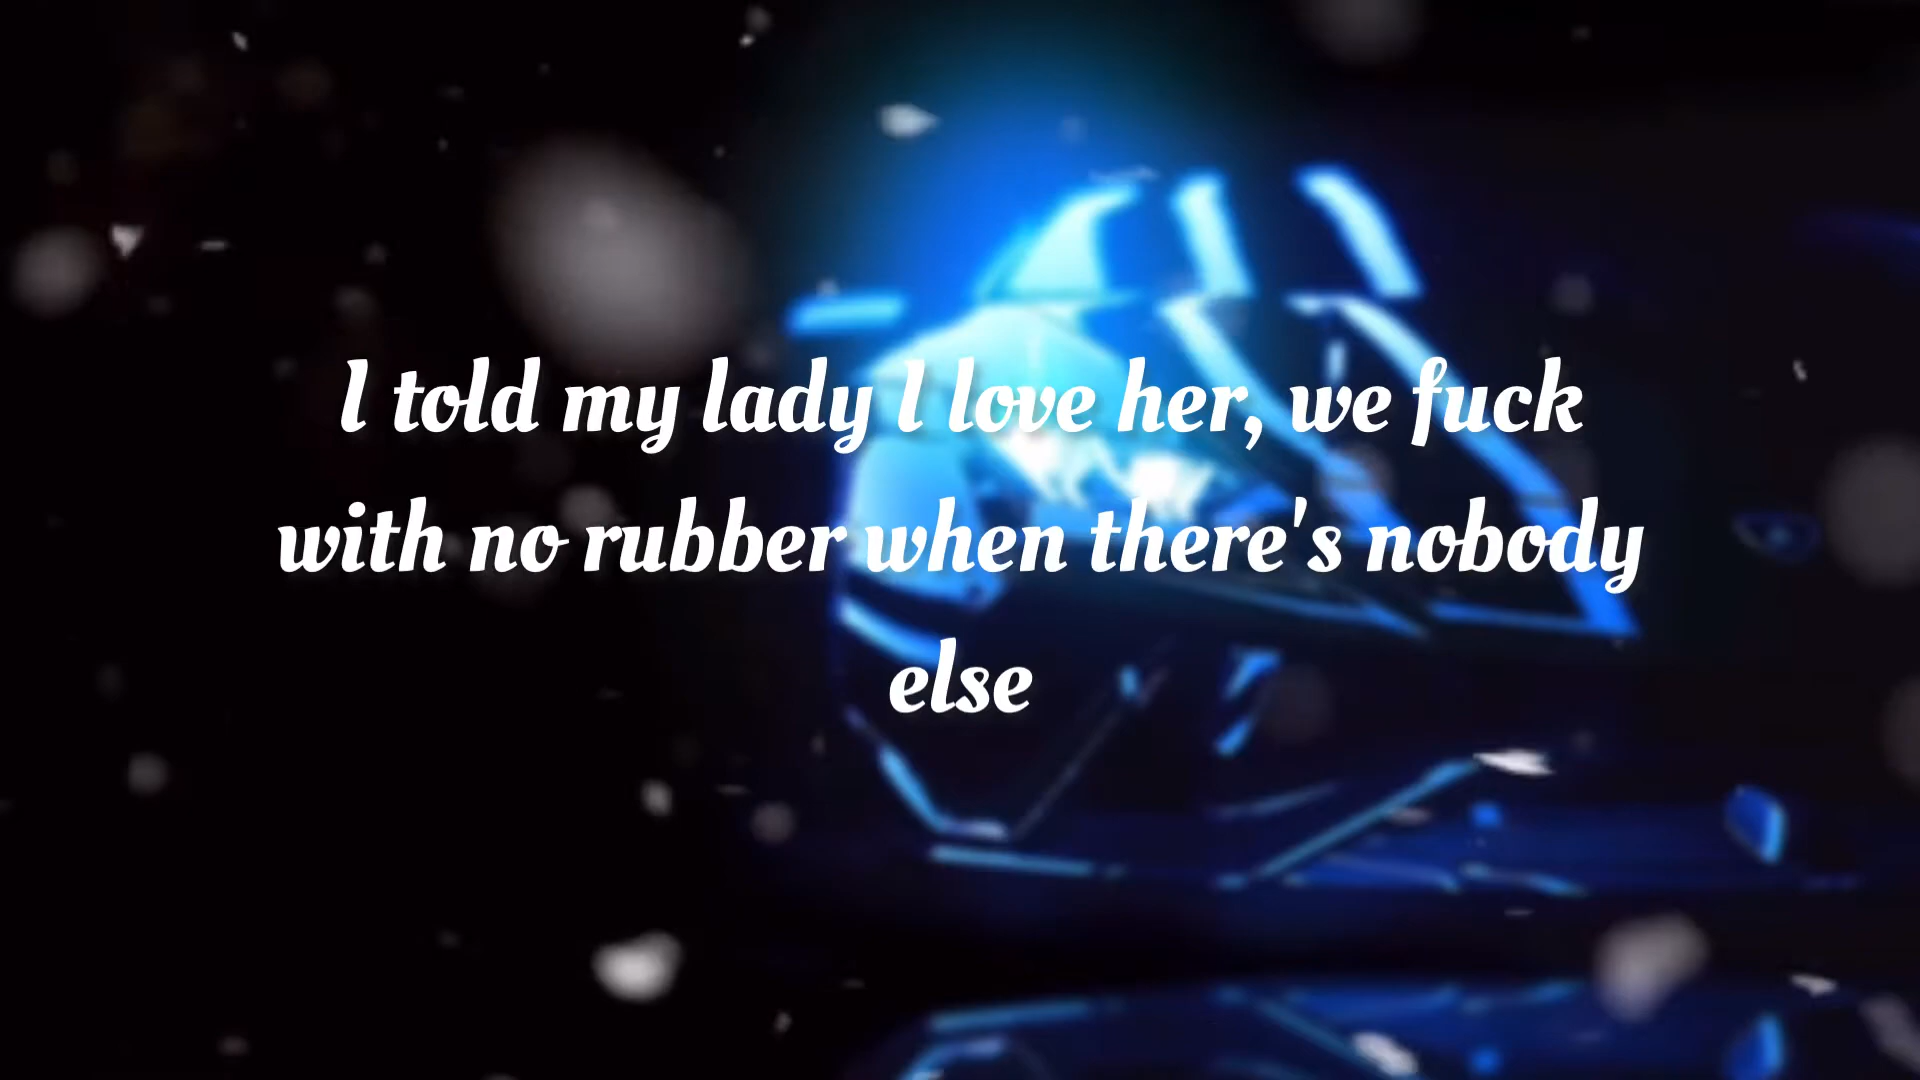 I told my lady I love her, we fuck
with no rubber when there's nobody
else